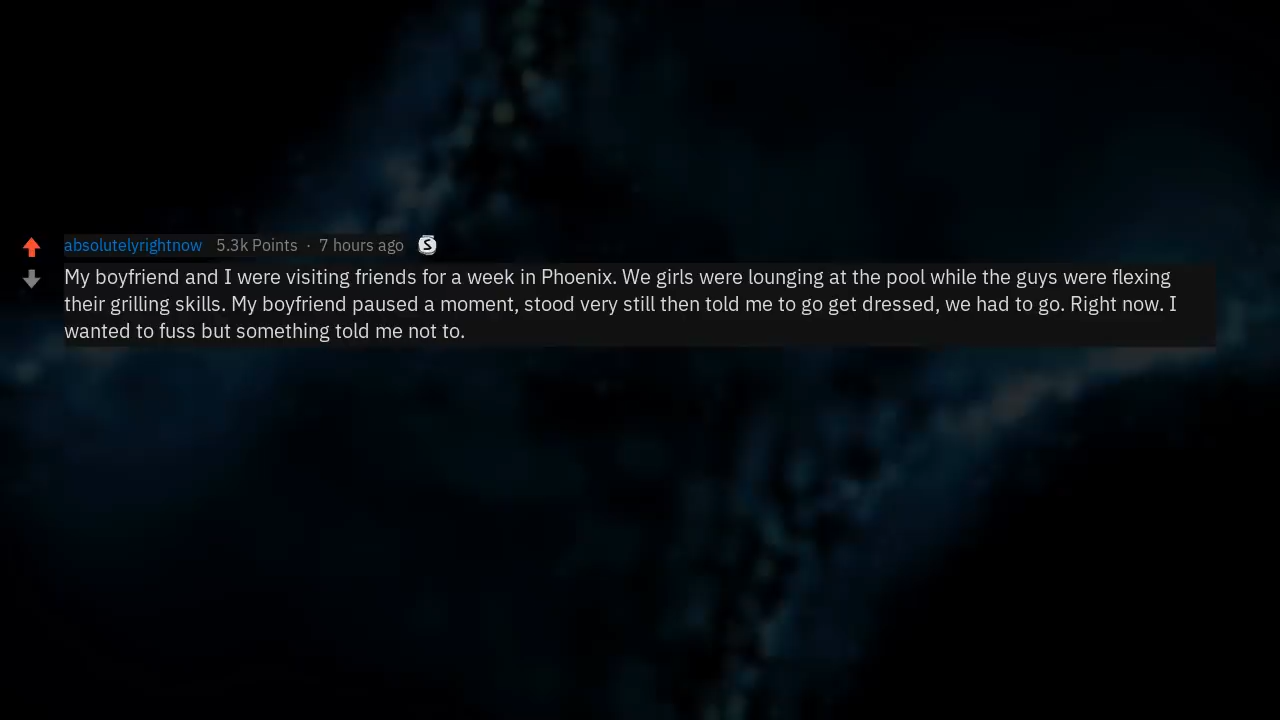 absolutelyrightnow 5.3k Points · 7 hours ago
My boyfriend and I were visiting friends for a week in Phoenix. We girls were lounging at the pool while the guys were flexing
their grilling skills. My boyfriend paused a moment, stood very still then told me to go get dressed, we had to go. Right now. I
wanted to fuss but something told me not to.